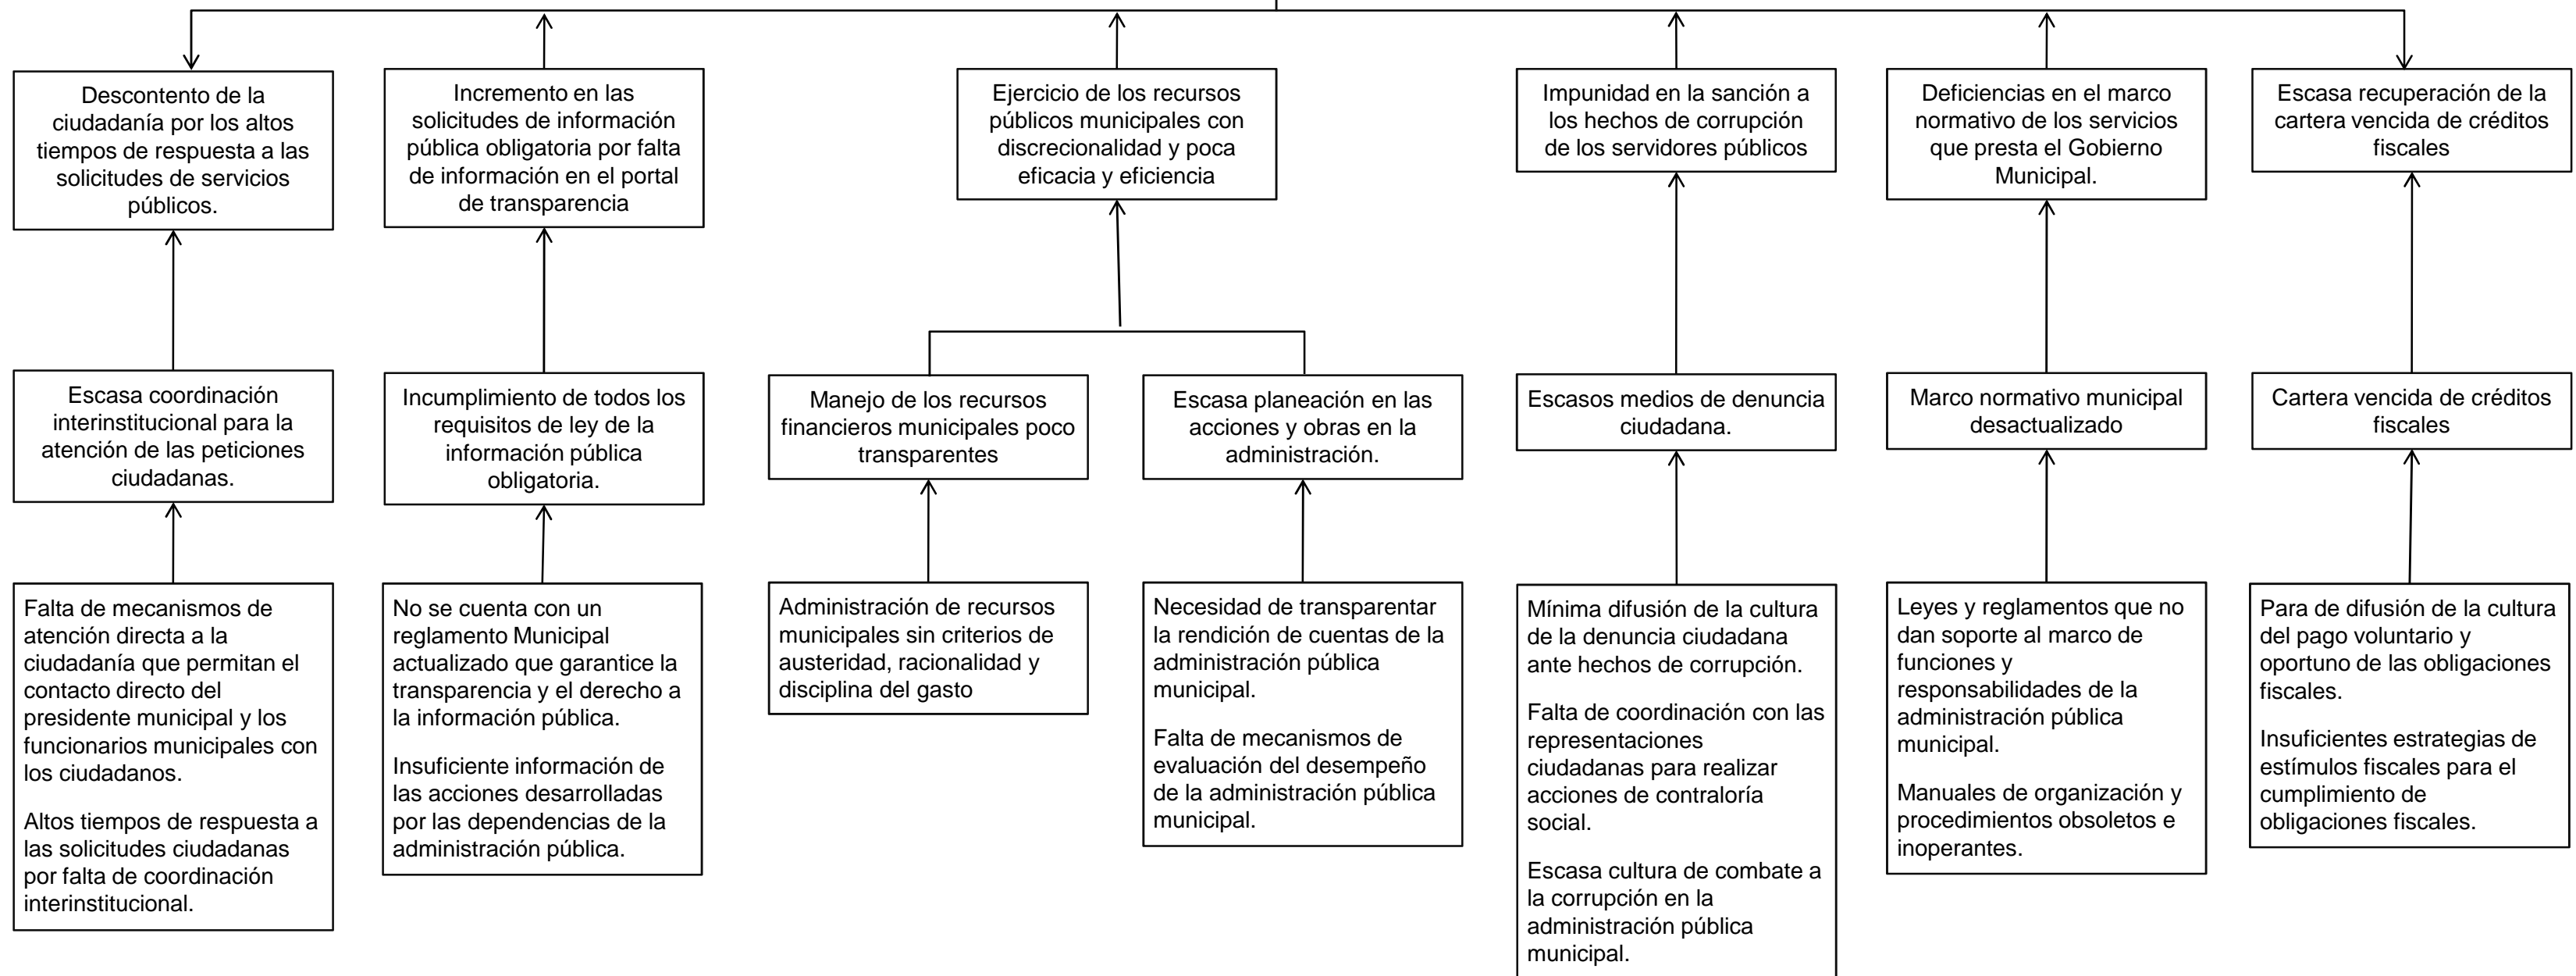 Descontento de la
ciudadanía por los altos
tiempos de respuesta a las
solicitudes de servicios
públicos.
Incremento en las
solicitudes de información
pública obligatoria por falta
de información en el portal
de transparencia
Ejercicio de los recursos
públicos municipales con
discrecionalidad y poca
eficacia y eficiencia
Impunidad en la sanción a
los hechos de corrupción
de los servidores públicos
Deficiencias en el marco
normativo de los servicios
que presta el Gobierno
Municipal.
Escasa recuperación de la
cartera vencida de créditos
fiscales
Escasa coordinación
interinstitucional para la
atención de las peticiones
ciudadanas.
Incumplimiento de todos los
requisitos de ley de la
información pública
obligatoria.
Manejo de los recursos
financieros municipales poco
transparentes
Escasa planeación en las
acciones y obras en la
administración.
Escasos medios de denuncia
ciudadana.
Marco normativo municipal
desactualizado
Cartera vencida de créditos
fiscales
Falta de mecanismos de
atención directa a la
ciudadanía que permitan el
contacto directo del
presidente municipal y los
funcionarios municipales con
los ciudadanos.
Altos tiempos de respuesta a
las solicitudes ciudadanas
por falta de coordinación
interinstitucional.
No se cuenta con un
reglamento Municipal
actualizado que garantice la
transparencia y el derecho a
la información pública.
Insuficiente información de
las acciones desarrolladas
por las dependencias de la
administración pública.
Administración de recursos
municipales sin criterios de
austeridad, racionalidad y
disciplina del gasto
Necesidad de transparentar
la rendición de cuentas de la
administración pública
municipal.
Falta de mecanismos de
evaluación del desempeño
de la administración pública
municipal.
Mínima difusión de la cultura
de la denuncia ciudadana
ante hechos de corrupción.
Falta de coordinación con las
representaciones
ciudadanas para realizar
acciones de contraloría
social.
Escasa cultura de combate a
la corrupción en la
administración pública
municipal.
Leyes y reglamentos que no
dan soporte al marco de
funciones y
responsabilidades de la
administración pública
municipal.
Manuales de organización y
procedimientos obsoletos e
inoperantes.
Para de difusión de la cultura
del pago voluntario y
oportuno de las obligaciones
fiscales.
Insuficientes estrategias de
estímulos fiscales para el
cumplimiento de
obligaciones fiscales.